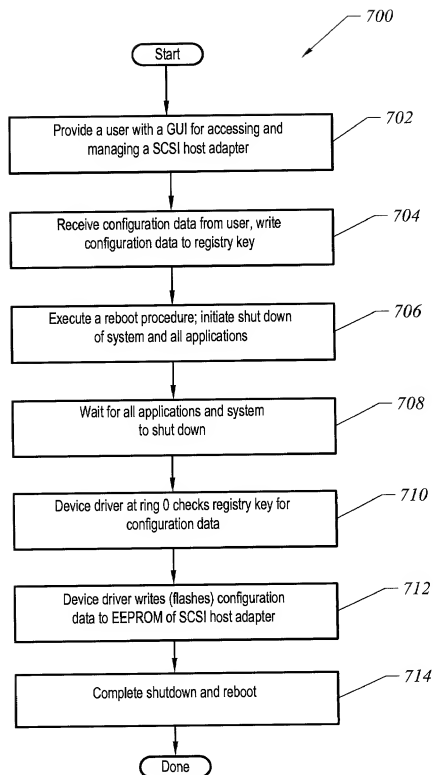 700
Start
Provide a user with a GUI for accessing and
managing a SCSI host adapter
702
Receive configuration data from user, write
configuration data to registry key
704
Execute a reboot procedure; initiate shut down
of system and all applications
706
Wait for all applications and system
to shut down
708
Device driver at ring 0 checks registry key for
configuration data
710
Device driver writes (flashes) configuration
data to EEPROM of SCSI host adapter
712
Complete shutdown and reboot
714
Done